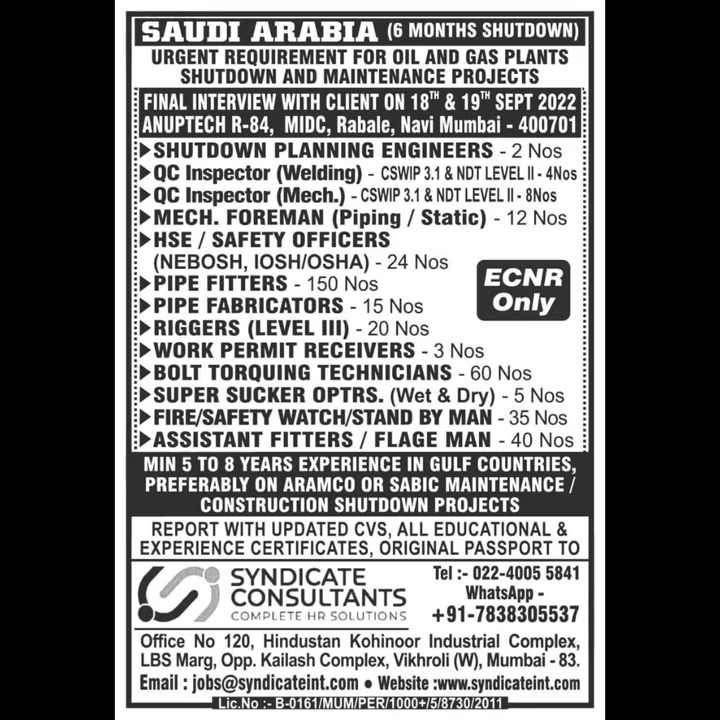 SAUDI ARABIA (6 MONTHS SHUTDOWN)
URGENT REQUIREMENT FOR OIL AND GAS PLANTS
SHUTDOWN AND MAINTENANCE PROJECTS
FINAL INTERVIEW WITH CLIENT ON 18TH & 19TH SEPT 2022
ANUPTECH R-84, MIDC, Rabale, Navi Mumbai - 400701
▶SHUTDOWN PLANNING ENGINEERS - 2 Nos
▶QC Inspector (Welding) - CSWIP 3.1 & NDT LEVEL II - 4Nos
▶QC Inspector (Mech.) - CSWIP 3.1 & NDT LEVEL II - 8Nos
▶MECH. FOREMAN (Piping / Static) - 12 Nos
▶HSE / SAFETY OFFICERS
(NEBOSH, IOSH/OSHA) - 24 Nos
▶PIPE FITTERS - 150 Nos
▶PIPE FABRICATORS - 15 Nos
▶RIGGERS (LEVEL III) - 20 Nos
▶WORK PERMIT RECEIVERS - 3 Nos
▶BOLT TORQUING TECHNICIANS - 60 Nos
▶SUPER SUCKER OPTRS. (Wet & Dry) - 5 Nos
▶FIRE/SAFETY WATCH/STAND BY MAN - 35 Nos
▶ASSISTANT FITTERS / FLAGE MAN - 40 Nos
ECNR
Only
MIN 5 TO 8 YEARS EXPERIENCE IN GULF COUNTRIES,
PREFERABLY ON ARAMCO OR SABIC MAINTENANCE /
CONSTRUCTION SHUTDOWN PROJECTS
REPORT WITH UPDATED CVS, ALL EDUCATIONAL &
EXPERIENCE CERTIFICATES, ORIGINAL PASSPORT TO
SYNDICATE
CONSULTANTS
COMPLETE HR SOLUTIONS
Tel :- 022-4005 5841
WhatsApp -
+91-7838305537
Office No 120, Hindustan Kohinoor Industrial Complex,
LBS Marg, Opp. Kailash Complex, Vikhroli (W), Mumbai - 83.
Email : jobs@syndicateint.com ● Website :www.syndicateint.com
Lic.No :- B-0161/MUM/PER/1000+/5/8730/2011